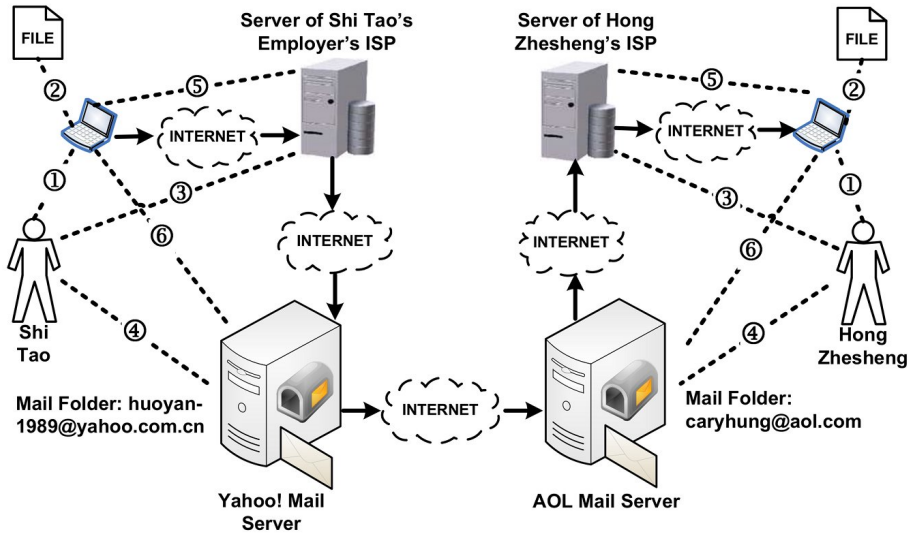 FILE
Server of Shi Tao's
Employer's ISP
Server of Hong
Zhesheng's ISP
FILE
②
⑤
⑤
②
INTERNET
INTERNET
①
③
③
①
⑥
INTERNET
INTERNET
⑥
Shi
Tao
④
④
Hong
Zhesheng
Mail Folder: huoyan-
1989@yahoo.com.cn
INTERNET
Mail Folder:
caryhung@aol.com
Yahoo! Mail
Server
AOL Mail Server